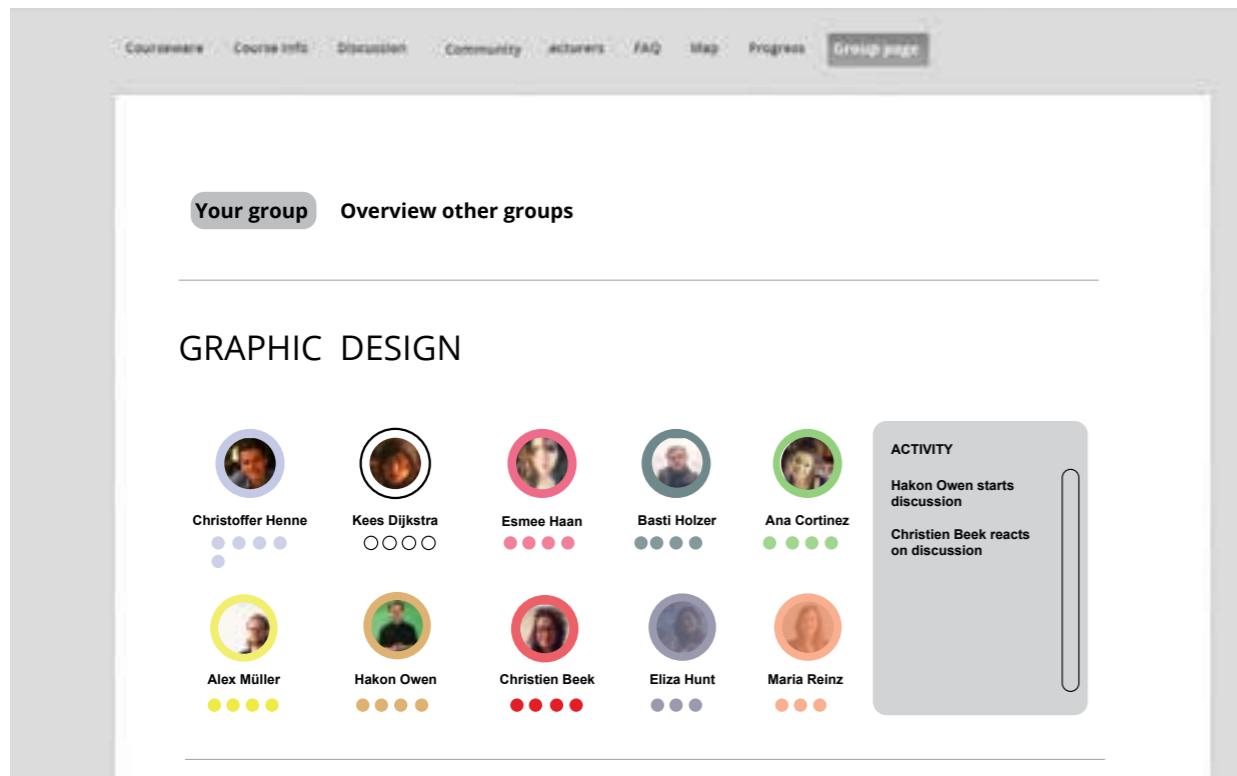 Courseware Course Info Discussion Community ecturers FAQ Map Progress Group page
Your group Overview other groups
GRAPHIC DESIGN
Christoffer Henne Kees Dijkstra Esmee Haan Basti Holzer Ana Cortinez
Alex Müller Hakon Owen Christien Beek Eliza Hunt Maria Reinz
ACTIVITY
Hakon Owen starts
discussion
Christien Beek reacts
on discussion